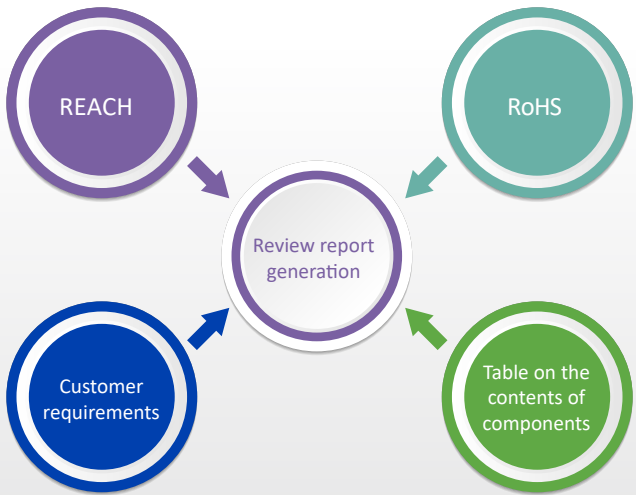 REACH
RoHS
Review report
generation
Customer
requirements
Table on the
contents of
components